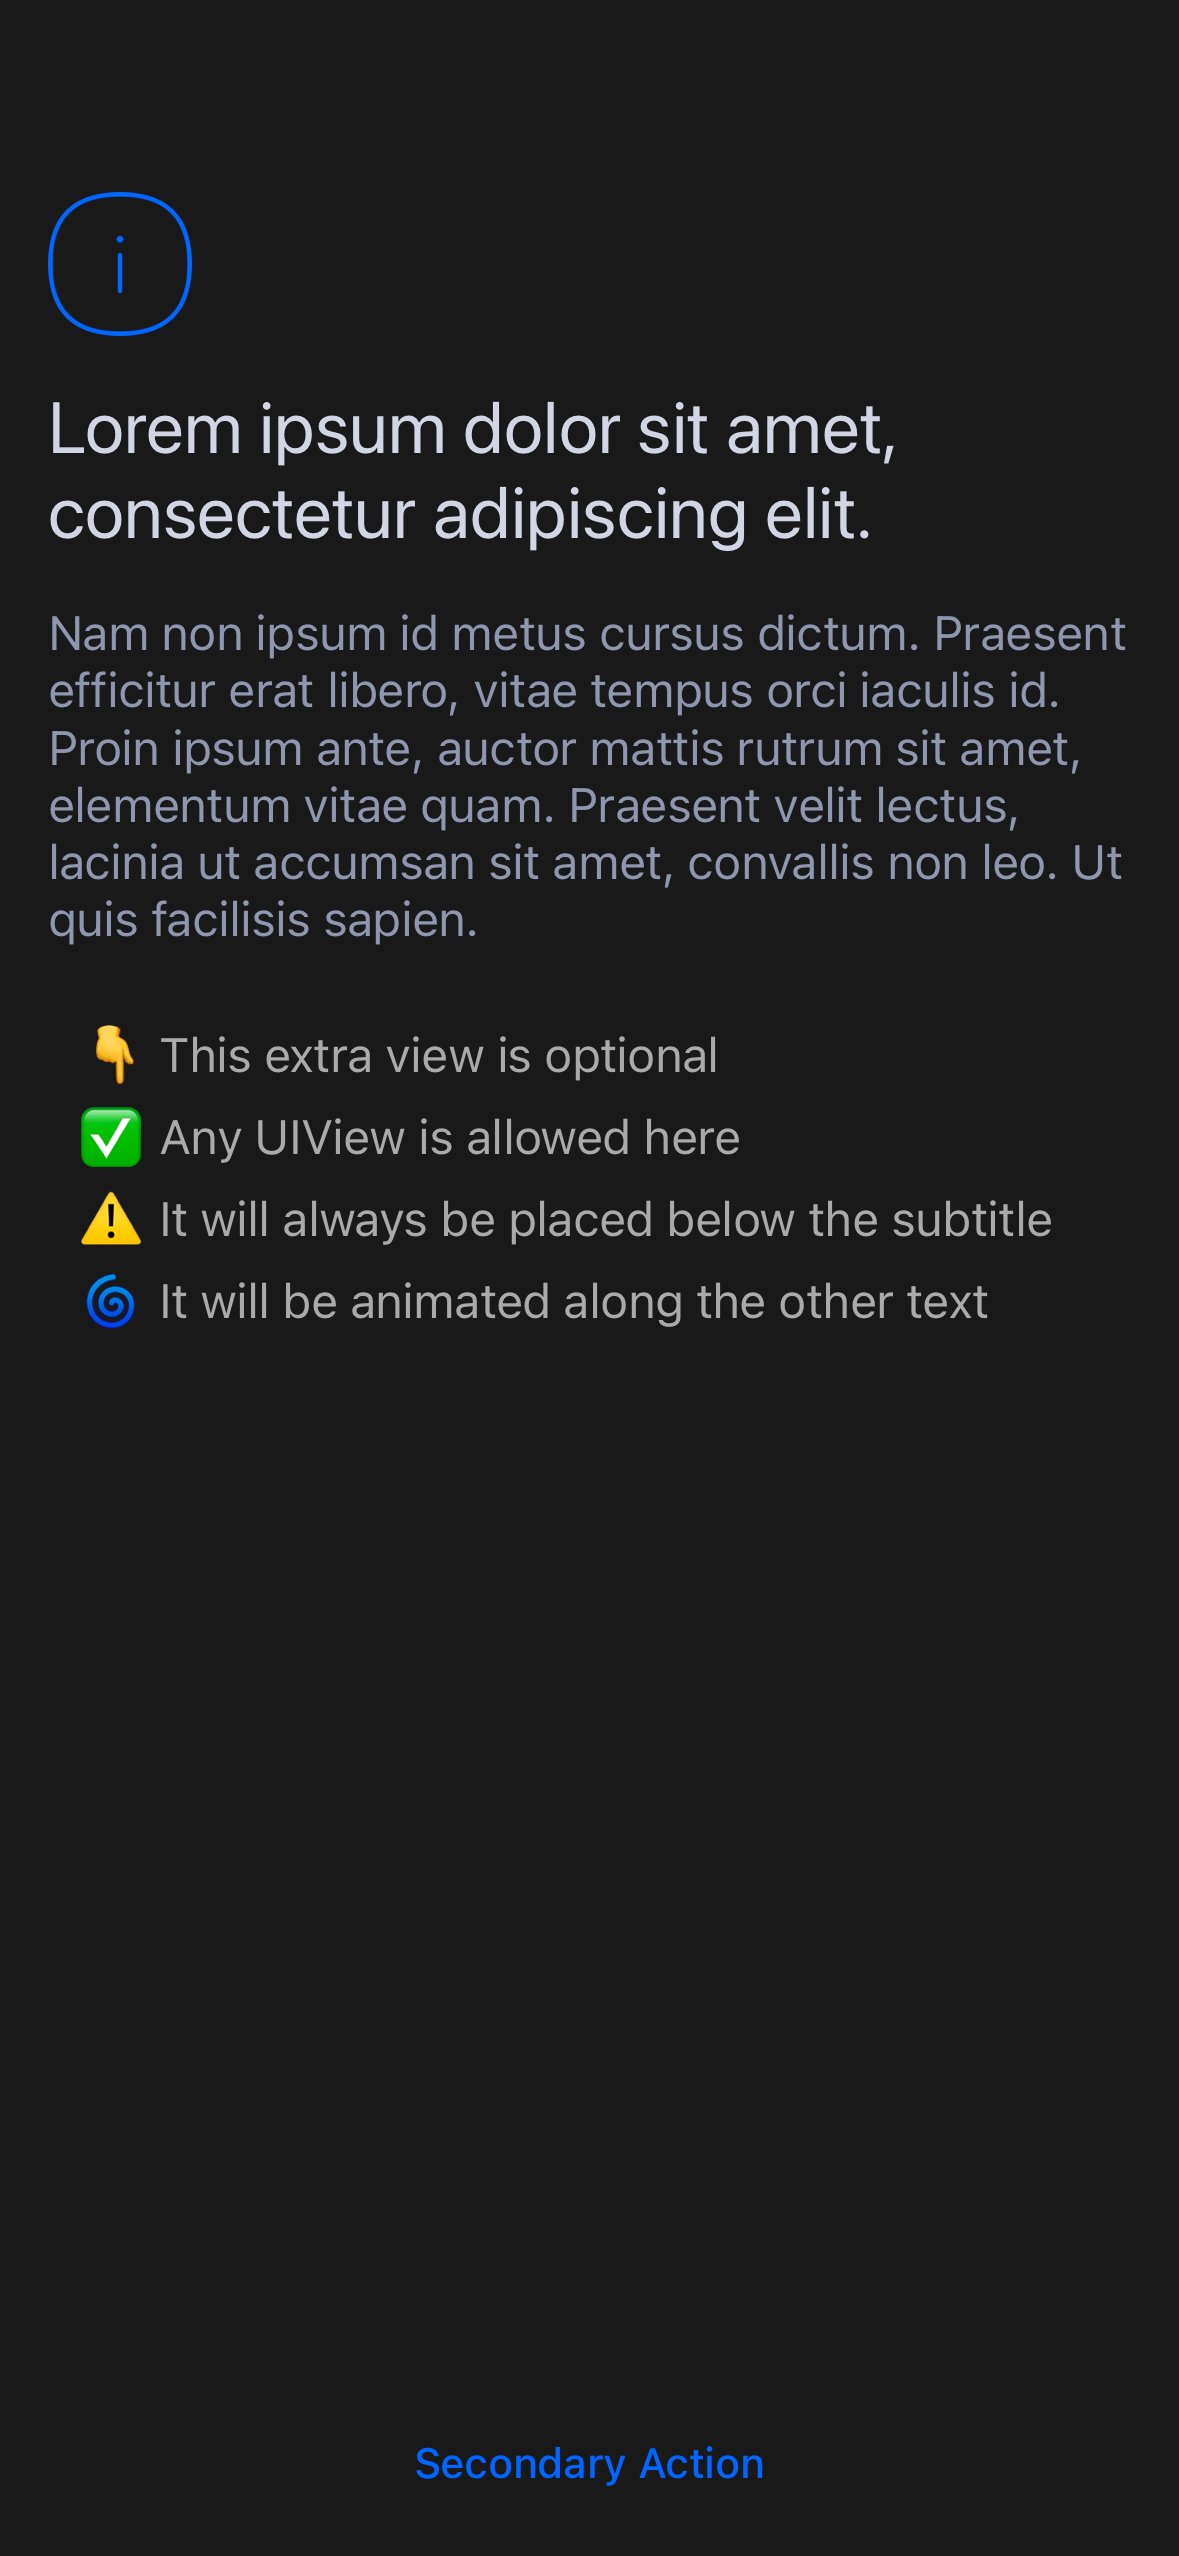 Lorem ipsum dolor sit amet,
consectetur adipiscing elit.
Nam non ipsum id metus cursus dictum. Praesent
efficitur erat libero, vitae tempus orci iaculis id.
Proin ipsum ante, auctor mattis rutrum sit amet,
elementum vitae quam. Praesent velit lectus,
lacinia ut accumsan sit amet, convallis non leo. Ut
quis facilisis sapien.
👇 This extra view is optional
✅ Any UIView is allowed here
⚠️ It will always be placed below the subtitle
🌀 It will be animated along the other text
Secondary Action